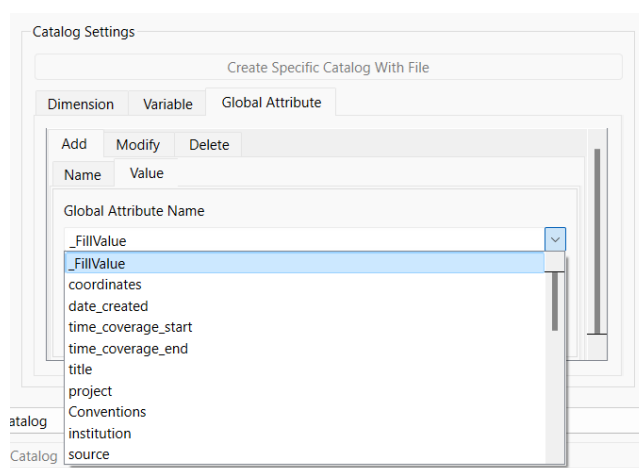 Catalog Settings
Create Specific Catalog With File
Dimension Variable Global Attribute
Add Modify Delete
Name Value
Global Attribute Name
_FillValue
_FillValue
coordinates
date_created
time_coverage_start
time_coverage_end
title
project
Conventions
institution
source
atalog
Catalog